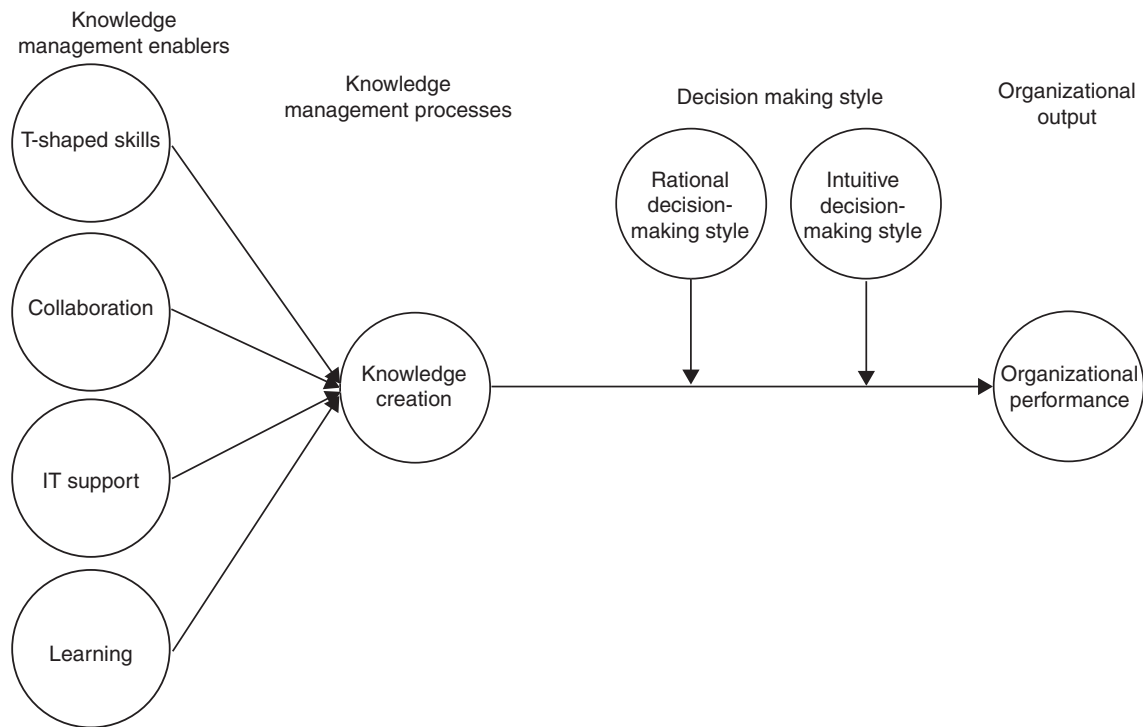 Knowledge
management enablers
T-shaped skills
Collaboration
IT support
Learning
Knowledge
management processes
Knowledge
creation
Decision making style
Rational
decision-
making style
Intuitive
decision-
making style
Organizational
output
Organizational
performance